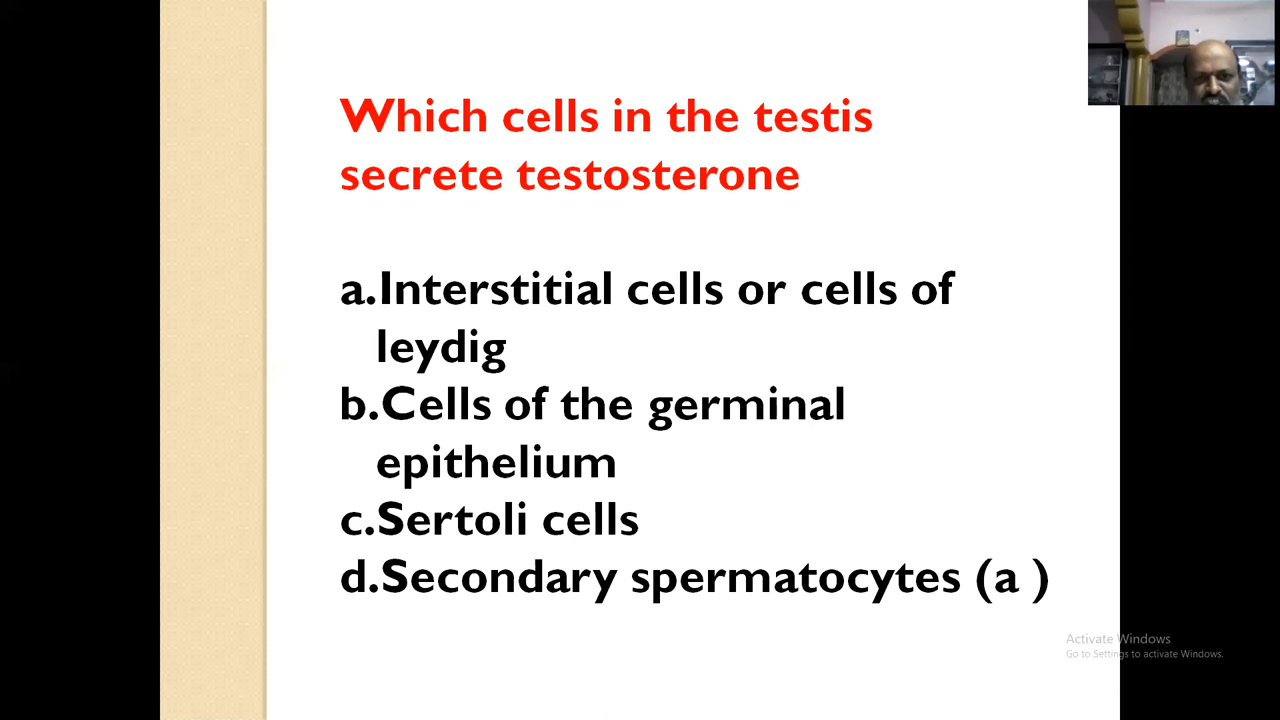 Which cells in the testis
secrete testosterone
a.Interstitial cells or cells of
leydig
b.Cells of the germinal
epithelium
c.Sertoli cells
d.Secondary spermatocytes (a )
Activate Windows
Go to Settings to activate Windows.